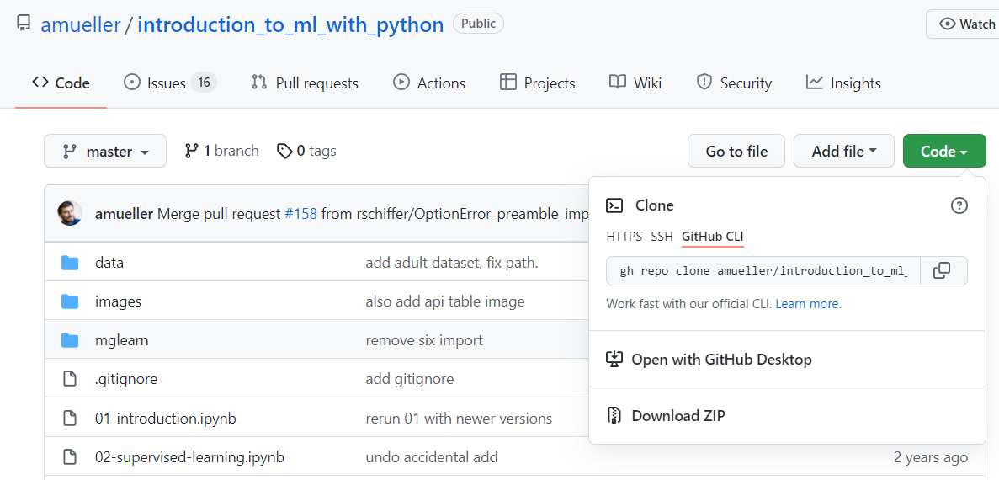 amueller / introduction_to_ml_with_python Public Watch
Code Issues 16 Pull requests Actions Projects Wiki Security Insights
master 1 branch 0 tags Go to file Add file Code
amueller Merge pull request #158 from rschiffer/OptionError_preamble_imp
Clone
HTTPS SSH GitHub CLI
gh repo clone amueller/introduction_to_ml_
Work fast with our official CLI. Learn more.
Open with GitHub Desktop
Download ZIP
data add adult dataset, fix path.
images also add api table image
mglearn remove six import
.gitignore add gitignore
01-introduction.ipynb rerun 01 with newer versions
02-supervised-learning.ipynb undo accidental add 2 years ago